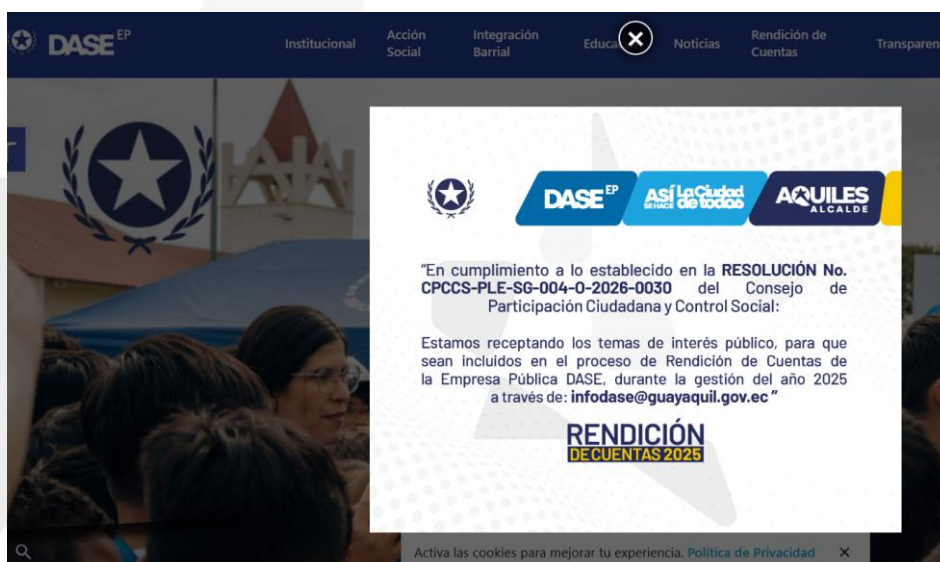 DASE EP
Institucional
Acción
Social
Integración
Barrial
Noticias
Rendición de
Cuentas
DASE EP
ASÍ SE HACE La Ciudad de todos
AQUILES
ALCALDE
“En cumplimiento a lo establecido en la RESOLUCIÓN No.
CPCCS-PLE-SG-004-O-2026-0030 del Consejo de
Participación Ciudadana y Control Social:
Estamos receptando los temas de interés público, para que
sean incluidos en el proceso de Rendición de Cuentas de
la Empresa Pública DASE, durante la gestión del año 2025
a través de: infodase@guayaquil.gov.ec”
RENDICIÓN
DE CUENTAS 2025
Activa las cookies para mejorar tu experiencia. Política de Privacidad X